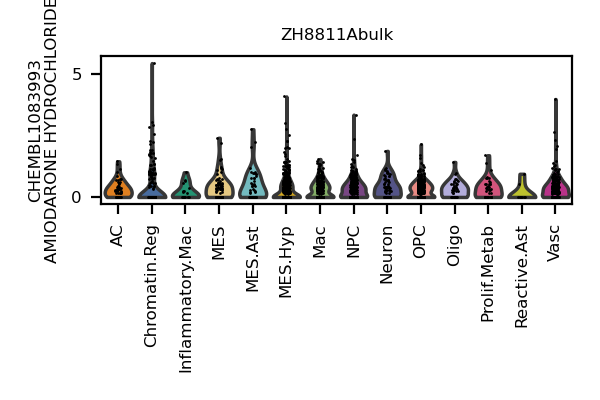 ZH8811Abulk
CHEMBL1083993
AMIODARONE HYDROCHLORIDE
5
0
AC
Chromatin.Reg
Inflammatory.Mac
MES
MES.Ast
MES.Hyp
Mac
NPC
Neuron
OPC
Oligo
Prolif.Metab
Reactive.Ast
Vasc